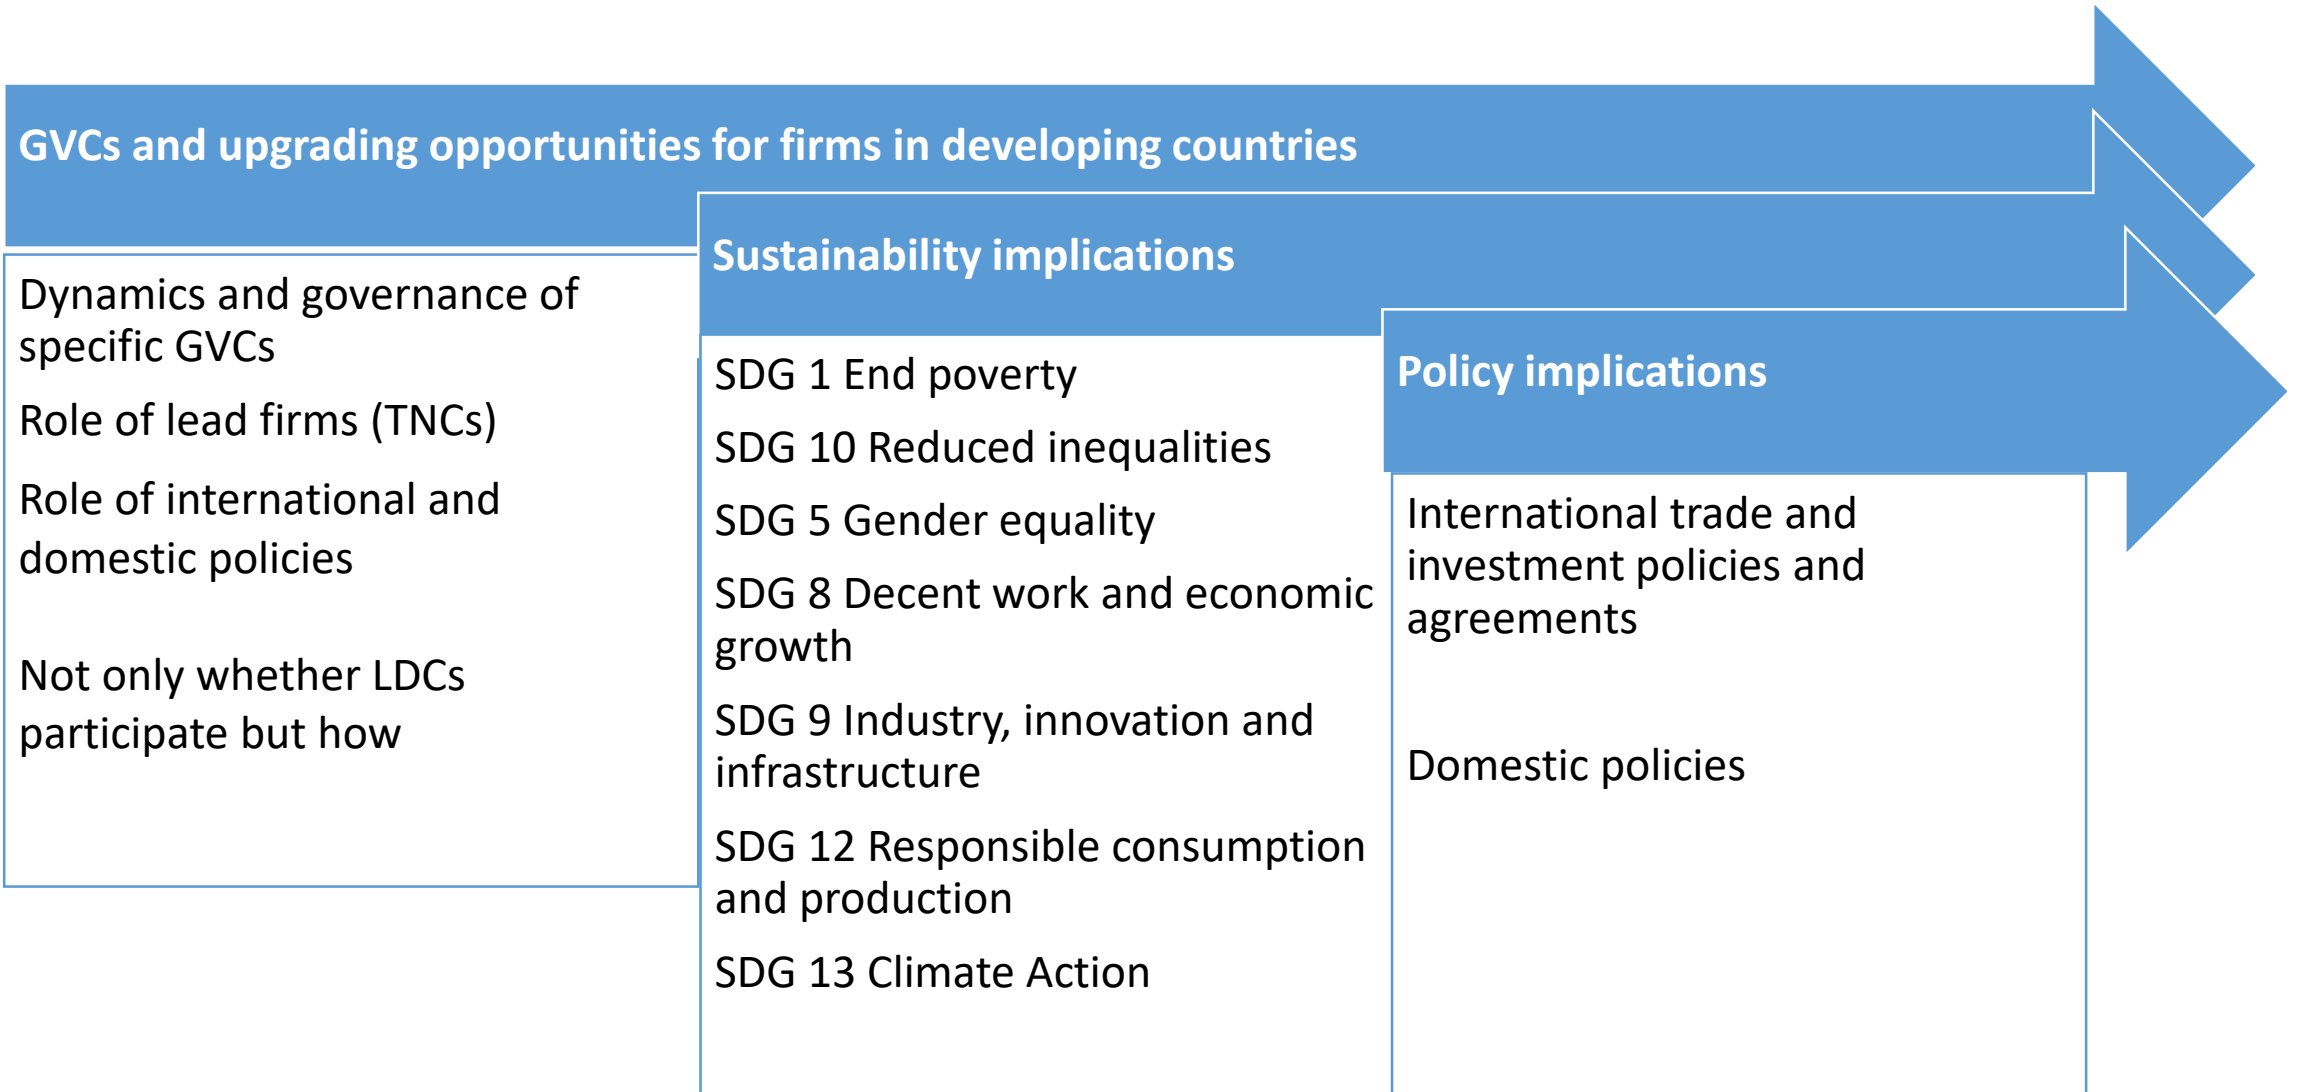 GVCs and upgrading opportunities for firms in developing countries
Dynamics and governance of
specific GVCs
Role of lead firms (TNCs)
Role of international and
domestic policies
Not only whether LDCs
participate but how
Sustainability implications
SDG 1 End poverty
SDG 10 Reduced inequalities
SDG 5 Gender equality
SDG 8 Decent work and economic
growth
SDG 9 Industry, innovation and
infrastructure
SDG 12 Responsible consumption
and production
SDG 13 Climate Action
Policy implications
International trade and
investment policies and
agreements
Domestic policies